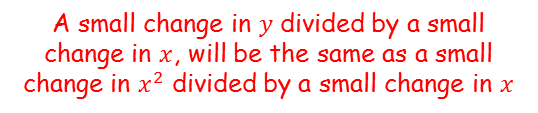 A small change in y divided by a small
change in x, will be the same as a small
change in x² divided by a small change in x